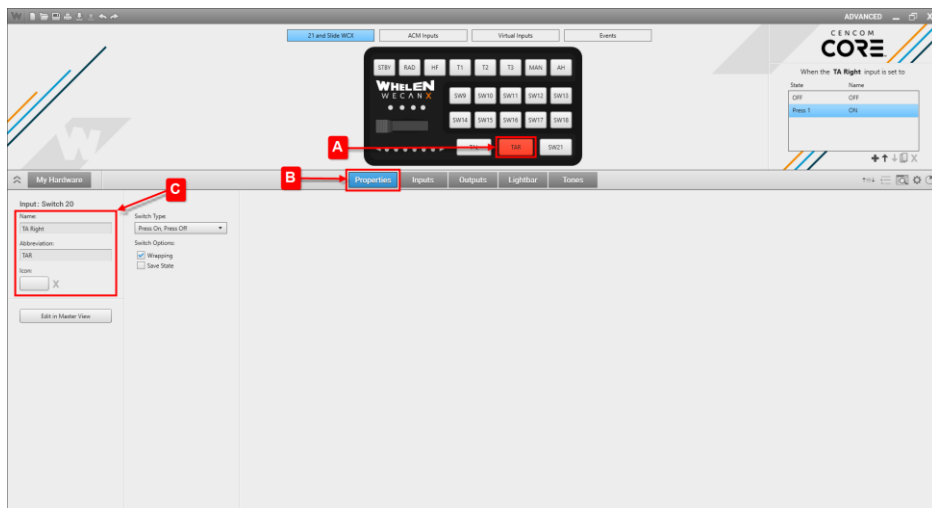 ADVANCED
21 and Slide WCX
ACM Inputs
Virtual Inputs
Events
CENCOM
CORE
STBY RAD HF T1 T2 T3 MAN AH
WHELEN
WECANX
SW9 SW10 SW11 SW12 SW13
SW14 SW15 SW16 SW17 SW18
A
TAR
SW21
When the TA Right input is set to
State Name
OFF OFF
Press 1 ON
My Hardware
B
Properties
Inputs
Outputs
Lightbar
Tones
C
Input: Switch 20
Name:
TA Right
Abbreviation:
TAR
Icon:
X
Edit in Master View
Switch Type:
Press On, Press Off
Switch Options:
Wrapping
Save State